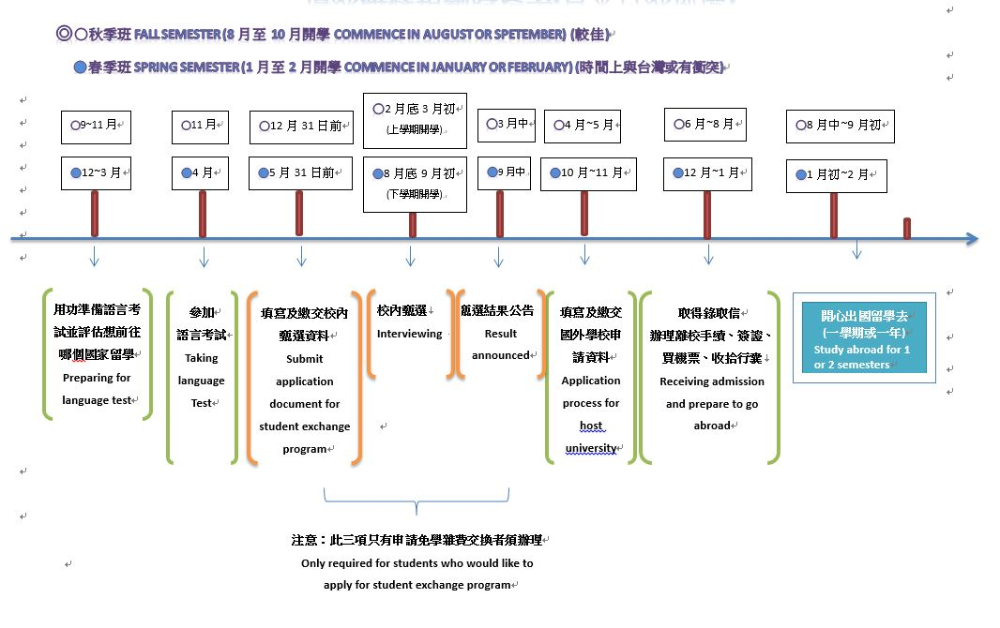 ◎○秋季班 FALL SEMESTER (8 月至 10 月開學 COMMENCE IN AUGUST OR SPETEMBER) (較佳)
●春季班 SPRING SEMESTER (1 月至 2 月開學 COMMENCE IN JANUARY OR FEBRUARY) (時間上與台灣或有衝突)
○9~11 月
○11 月
○12 月 31 日前
○2 月底 3 月初
(上學期開學)
○3 月中
○4 月~5 月
○6 月~8 月
○8 月中~9 月初
●12~3 月
●4 月
●5 月 31 日前
●8 月底 9 月初
(下學期開學)
●9 月中
●10 月~11 月
●12 月~1 月
●1 月初~2 月
用功準備語言考
試並評估想前往
哪個國家留學
Preparing for
language test
參加
語言考試
Taking
language
Test
填寫及繳交校內
甄選資料
Submit
application
document for
student exchange
program
校內甄選
Interviewing
甄選結果公告
Result
announced
填寫及繳交
國外學校申
請資料
Application
process for
host
university
取得錄取信
辦理離校手續、簽證、
買機票、收拾行囊
Receiving admission
and prepare to go
abroad
開心出國留學去
(一學期或一年)
Study abroad for 1
or 2 semesters
注意：此三項只有申請免學雜費交換者須辦理
Only required for students who would like to
apply for student exchange program